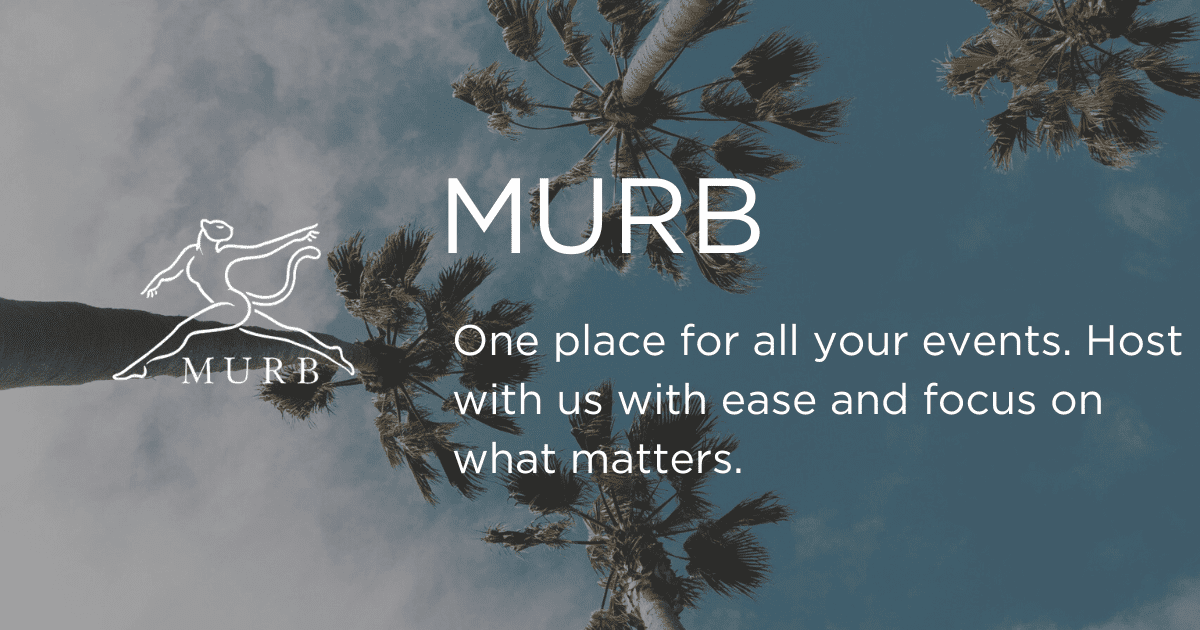 MURB
MURB
One place for all your events. Host
with us with ease and focus on
what matters.